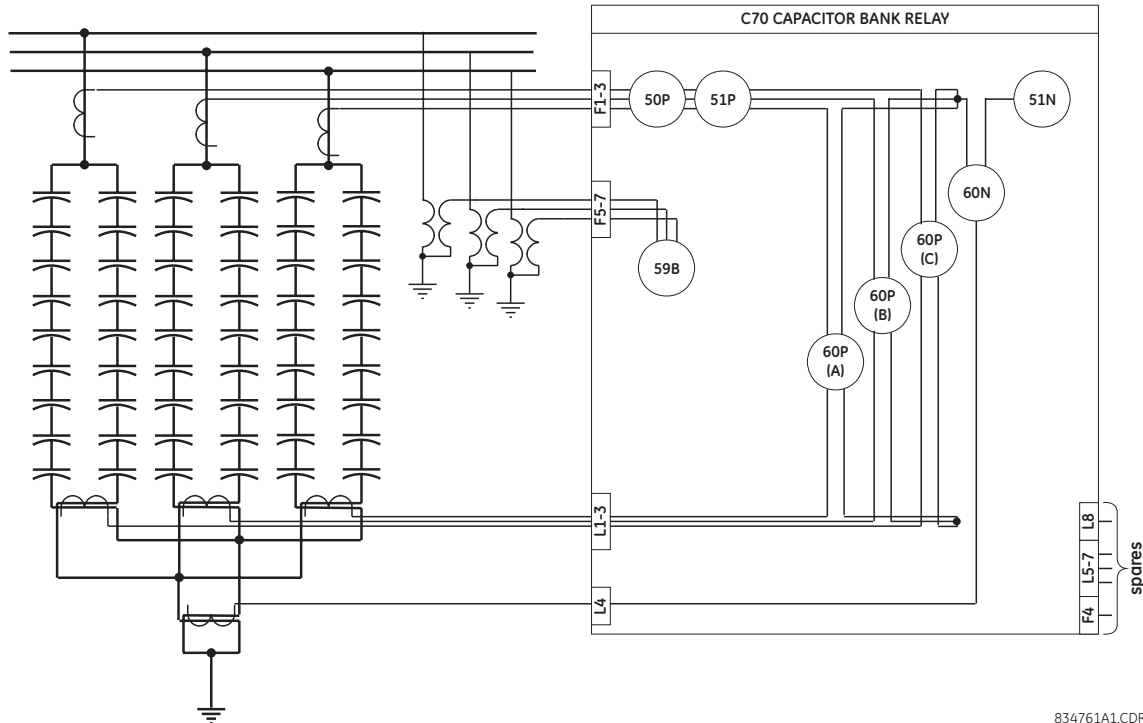 C70 CAPACITOR BANK RELAY
F1-3
50P
51P
51N
60N
F5-7
59B
60P
(C)
60P
(B)
60P
(A)
L1-3
L8
L5-7
F4
spares
L4
834761A1.CDR